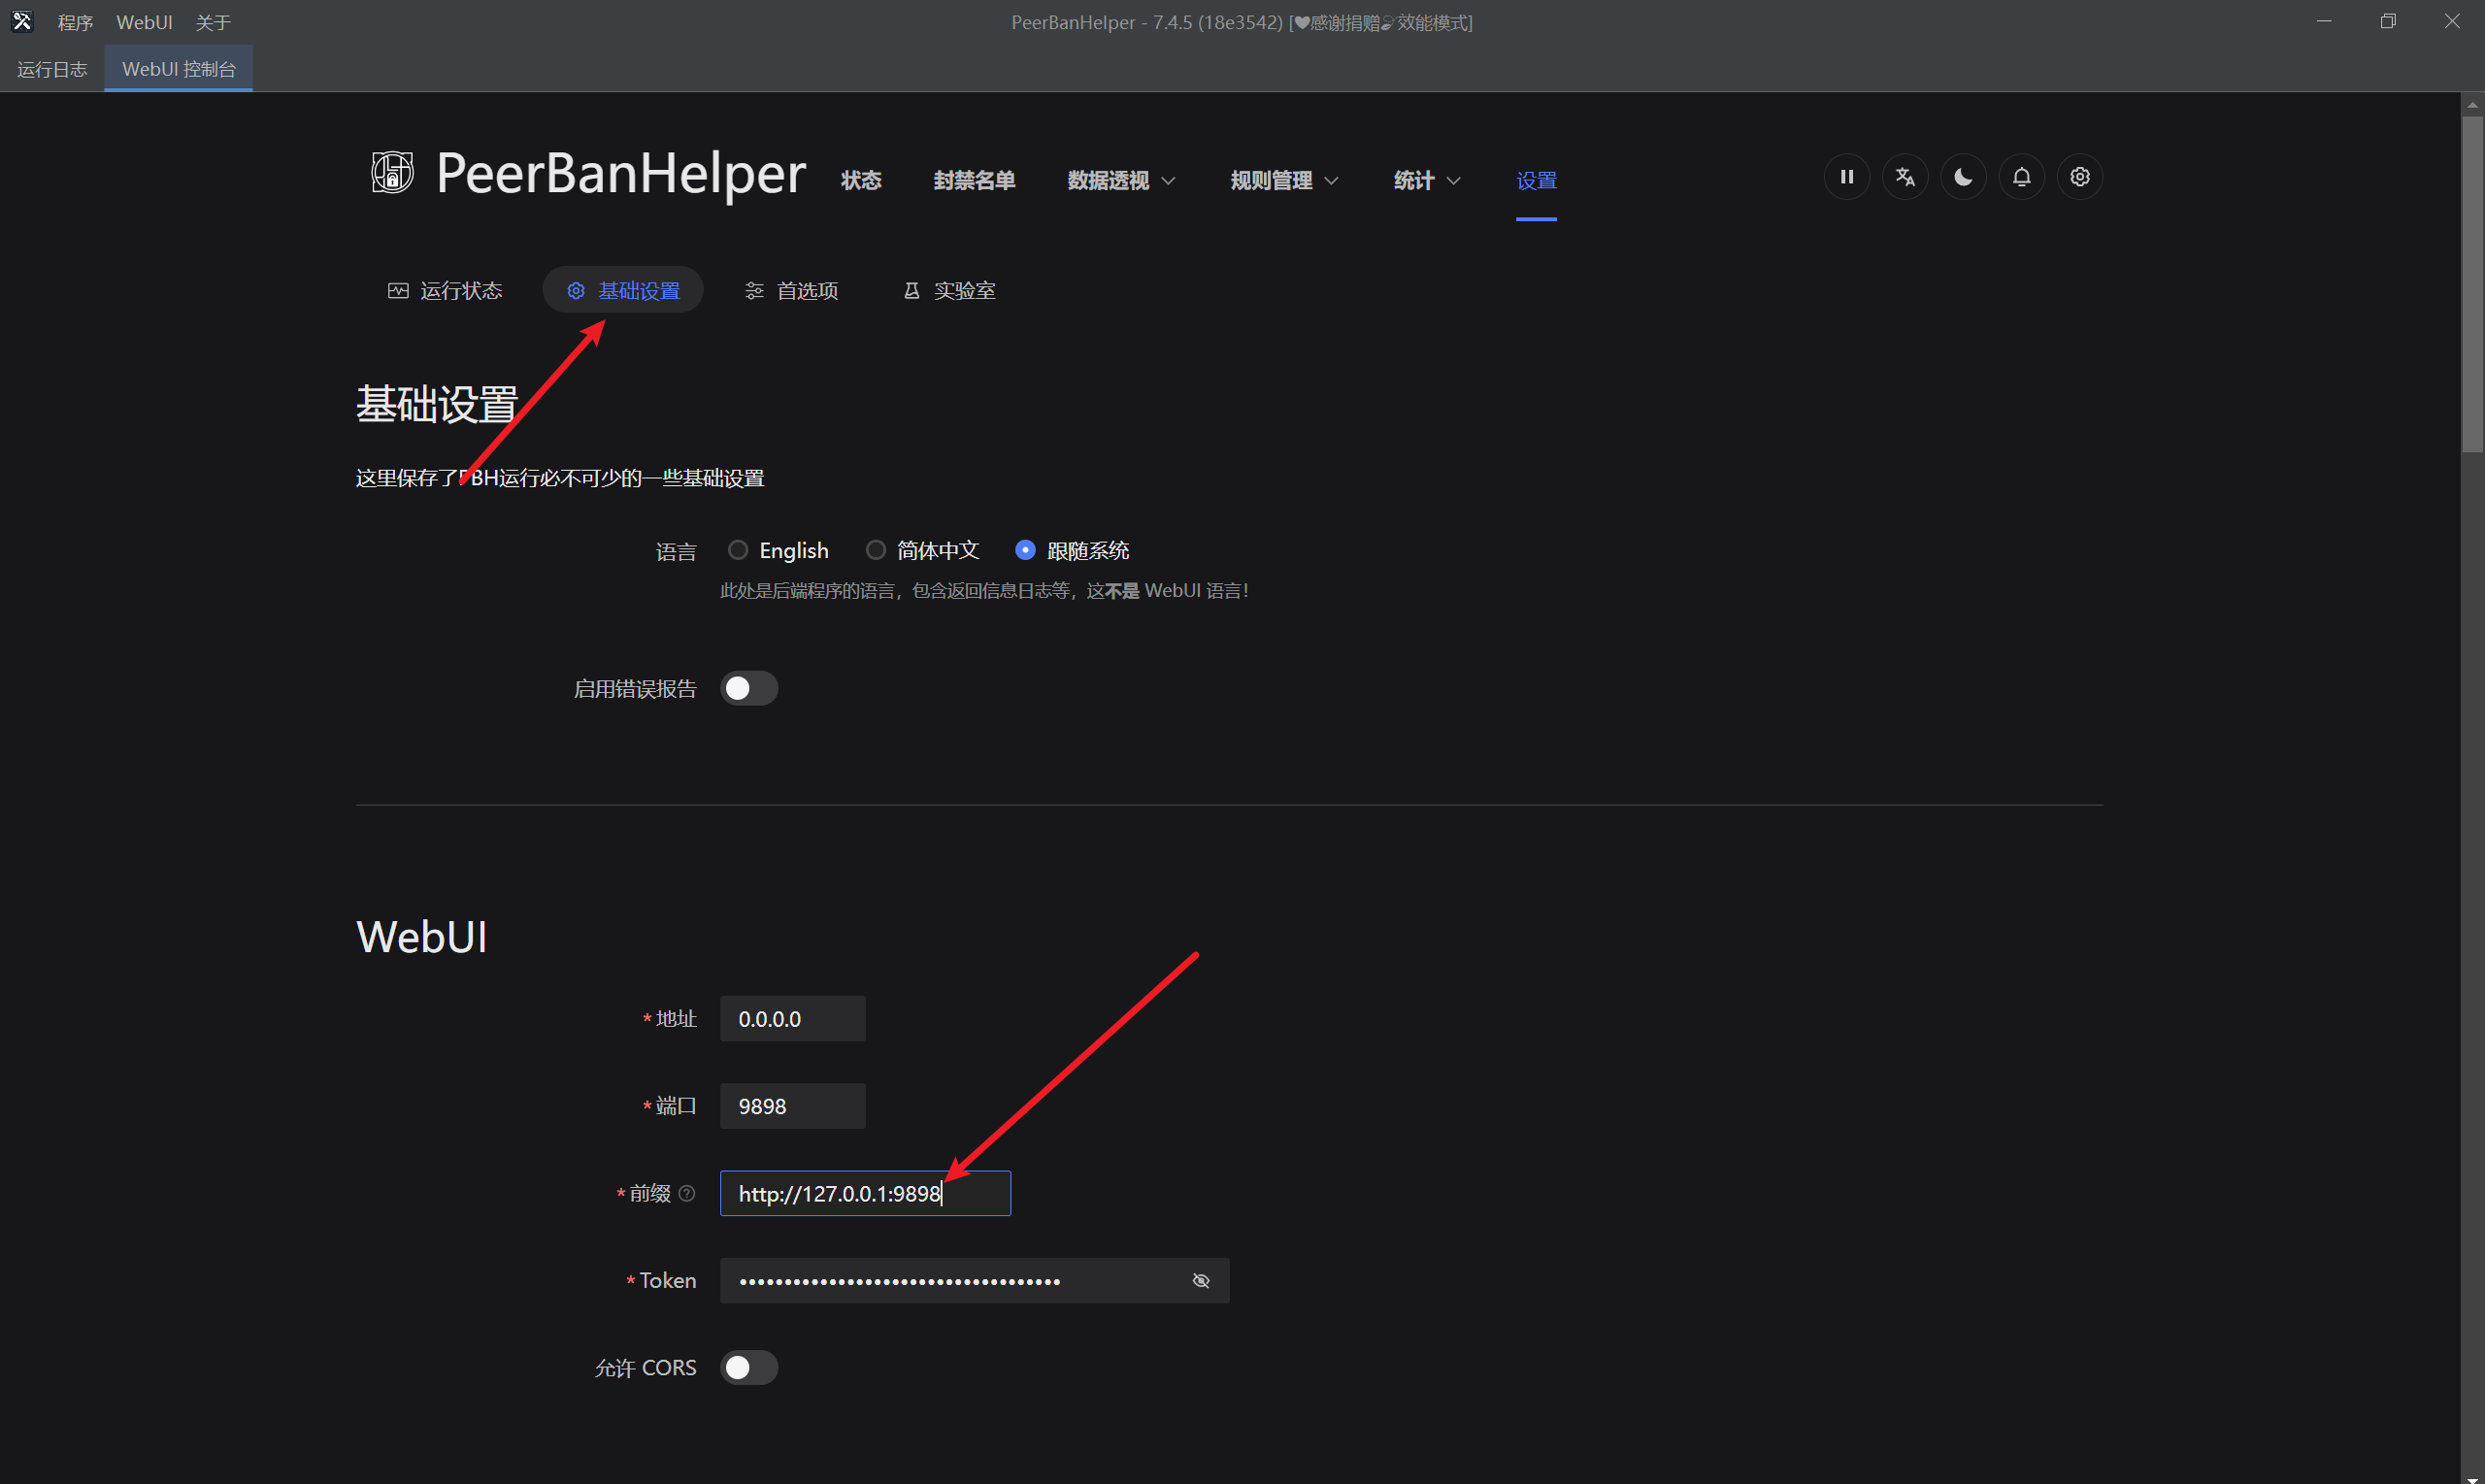 程序 WebUI 关于
PeerBanHelper - 7.4.5 (18e3542) [❤感谢捐赠🍃效能模式]
运行日志 WebUI 控制台
PeerBanHelper 状态 封禁名单 数据透视 规则管理 统计 设置
运行状态 基础设置 首选项 实验室
基础设置
这里保存了PBH运行必不可少的一些基础设置
语言 English 简体中文 跟随系统
此处是后端程序的语言，包含返回信息日志等，这不是 WebUI 语言！
启用错误报告
WebUI
* 地址 0.0.0.0
* 端口 9898
* 前缀 http://127.0.0.1:9898
* Token ••••••••••••••••••••••••••••••••••••
允许 CORS